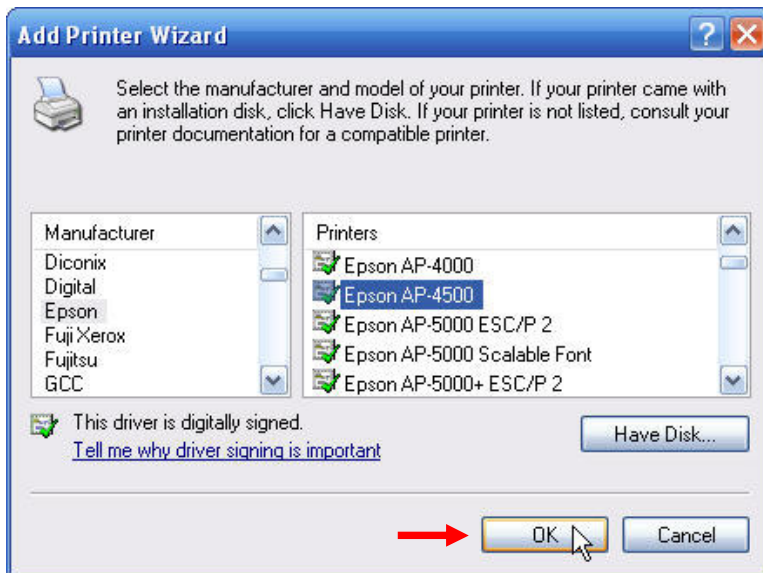 Add Printer Wizard
?
Select the manufacturer and model of your printer. If your printer came with
an installation disk, click Have Disk. If your printer is not listed, consult your
printer documentation for a compatible printer.
Manufacturer
Diconix
Digital
Epson
Fuji Xerox
Fujitsu
GCC
Printers
Epson AP-4000
Epson AP-4500
Epson AP-5000 ESC/P 2
Epson AP-5000 Scalable Font
Epson AP-5000+ ESC/P 2
This driver is digitally signed.
Tell me why driver signing is important
Have Disk...
OK
Cancel